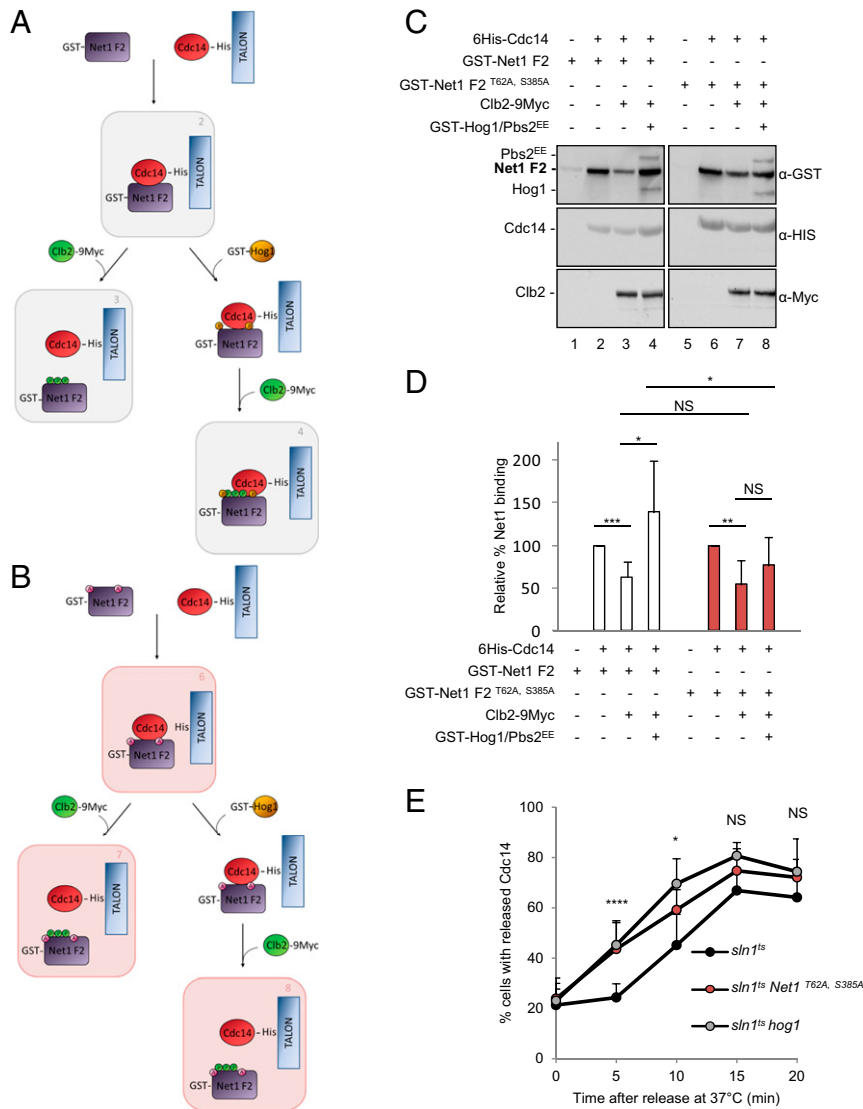 A
GST- Net1 F2
Cdc14 - His
TALON
2
Cdc14 - His
GST- Net1 F2
TALON
Clb2 -9Myc
GST- Hog1
3
Cdc14 - His
GST- Net1 F2
TALON
P P P
Cdc14 - His
GST- Net1 F2
TALON
P P
Clb2 -9Myc
4
Cdc14 - His
GST- Net1 F2
TALON
P P P P P
B
GST- Net1 F2
A A
Cdc14 - His
TALON
6
Cdc14 His
GST- Net1 F2
A A
TALON
Clb2 -9Myc
GST- Hog1
7
Cdc14 - His
GST- Net1 F2
A P P P A
TALON
Cdc14 - His
GST- Net1 F2
A A
TALON
Clb2 -9Myc
8
Cdc14 - His
GST- Net1 F2
A P P P A
TALON
C
6His-Cdc14 - + + + - + + +
GST-Net1 F2 + + + + - - - -
GST-Net1 F2 T62A, S385A - - - - + + + +
Clb2-9Myc - - + + - - + +
GST-Hog1/Pbs2EE - - - + - - - +
Pbs2EE -
Net1 F2 -
Hog1 -
α-GST
Cdc14 -
α-HIS
Clb2 -
α-Myc
1 2 3 4 5 6 7 8
D
*
NS
*
NS
***
**
Relative % Net1 binding
200
150
100
50
0
6His-Cdc14 - + + + - + + +
GST-Net1 F2 + + + + - - - -
GST-Net1 F2 T62A, S385A - - - - + + + +
Clb2-9Myc - - + + - - + +
GST-Hog1/Pbs2EE - - - + - - - +
E
% cells with released Cdc14
100
80
60
40
20
0
****
*
NS
NS
sln1ts
sln1ts Net1 T62A, S385A
sln1ts hog1
0 5 10 15 20
Time after release at 37°C (min)